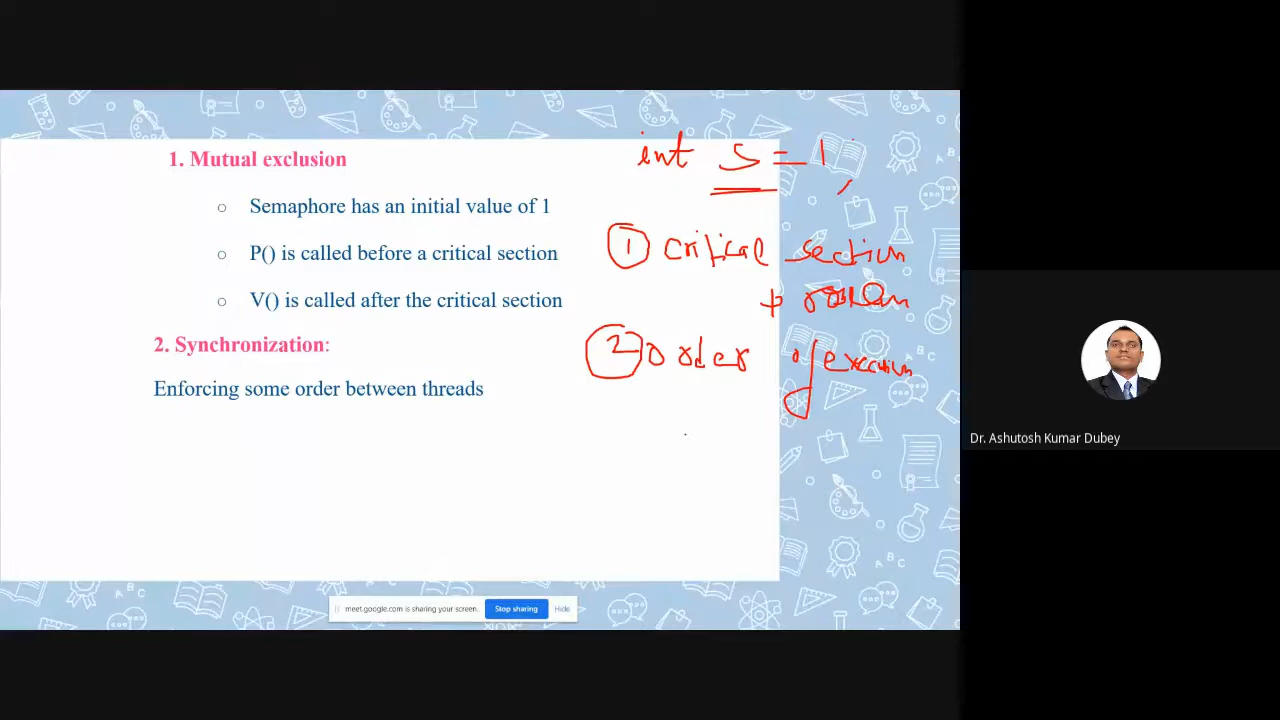 1. Mutual exclusion
○ Semaphore has an initial value of 1
○ P() is called before a critical section
○ V() is called after the critical section
2. Synchronization:
Enforcing some order between threads
int S = 1;
① Critical section
problem
② Order of execution
meet.google.com is sharing your screen. Stop sharing Hide
Dr. Ashutosh Kumar Dubey